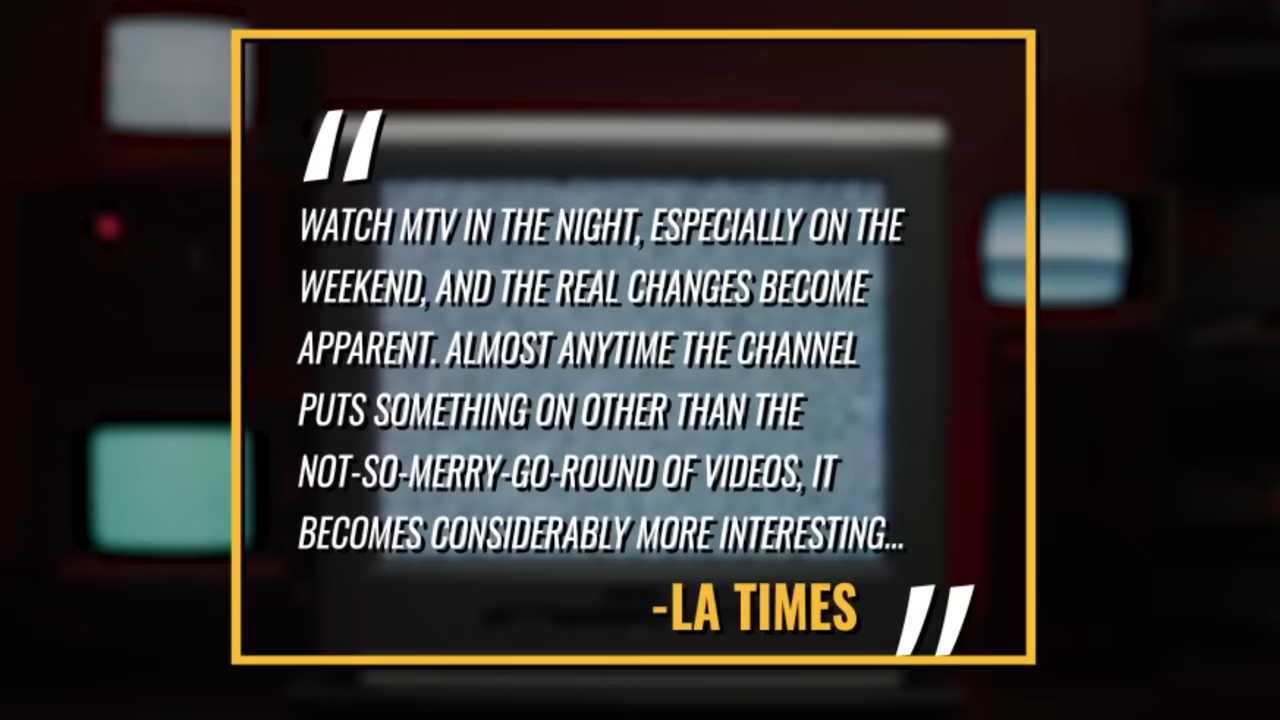 "
WATCH MTV IN THE NIGHT, ESPECIALLY ON THE
WEEKEND, AND THE REAL CHANGES BECOME
APPARENT. ALMOST ANYTIME THE CHANNEL
PUTS SOMETHING ON OTHER THAN THE
NOT-SO-MERRY-GO-ROUND OF VIDEOS, IT
BECOMES CONSIDERABLY MORE INTERESTING...
-LA TIMES "